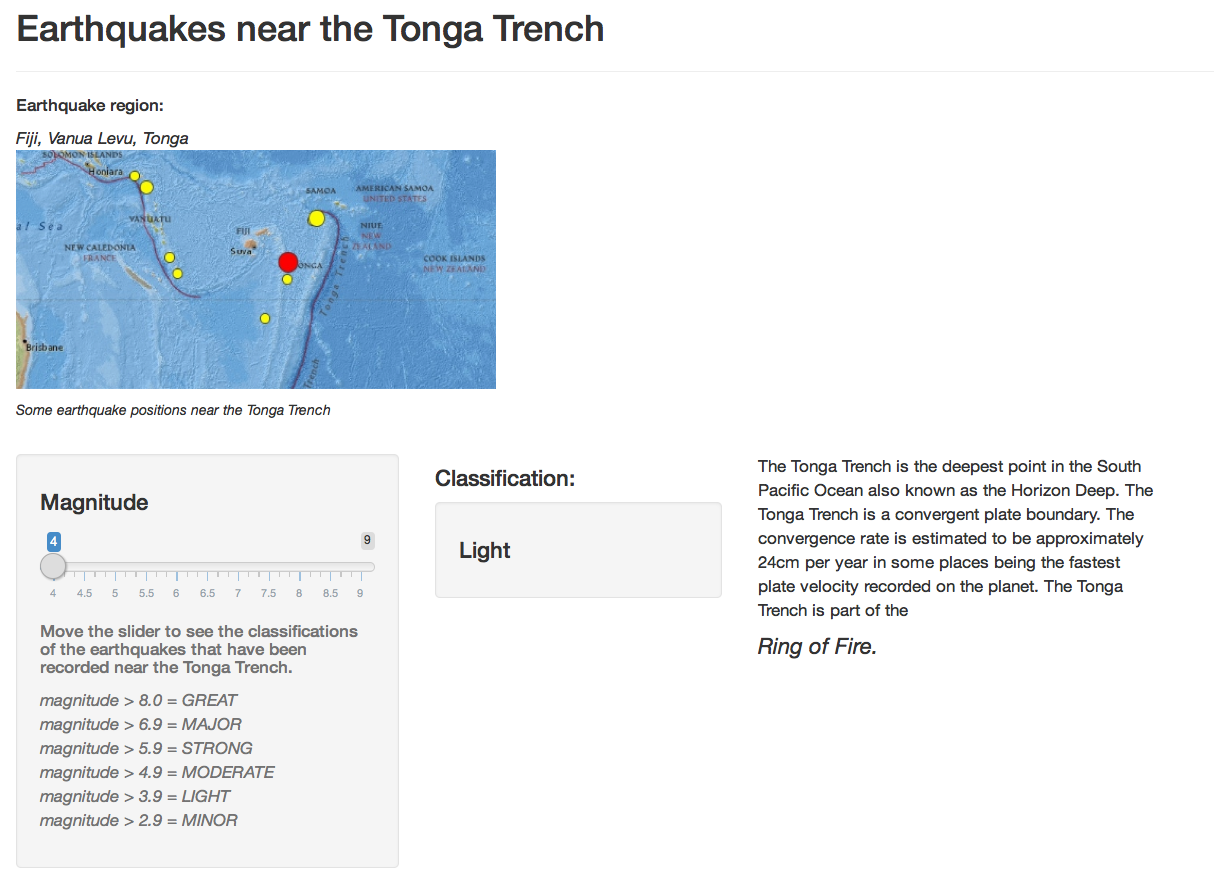 Earthquakes near the Tonga Trench
Earthquake region:
Fiji, Vanua Levu, Tonga
SOLOMON ISLANDS
Honiara
SAMOA
AMERICAN SAMOA
UNITED STATES
al Sea
VANUATU
FIJI
NIUE
NEW
ZEALAND
NEW CALEDONIA
FRANCE
Suva
TONGA
COOK ISLANDS
NEW ZEALAND
Tonga Trench
Brisbane
Trench
Some earthquake positions near the Tonga Trench
Magnitude
4
9
4 4.5 5 5.5 6 6.5 7 7.5 8 8.5 9
Move the slider to see the classifications
of the earthquakes that have been
recorded near the Tonga Trench.
magnitude > 8.0 = GREAT
magnitude > 6.9 = MAJOR
magnitude > 5.9 = STRONG
magnitude > 4.9 = MODERATE
magnitude > 3.9 = LIGHT
magnitude > 2.9 = MINOR
Classification:
Light
The Tonga Trench is the deepest point in the South
Pacific Ocean also known as the Horizon Deep. The
Tonga Trench is a convergent plate boundary. The
convergence rate is estimated to be approximately
24cm per year in some places being the fastest
plate velocity recorded on the planet. The Tonga
Trench is part of the
Ring of Fire.